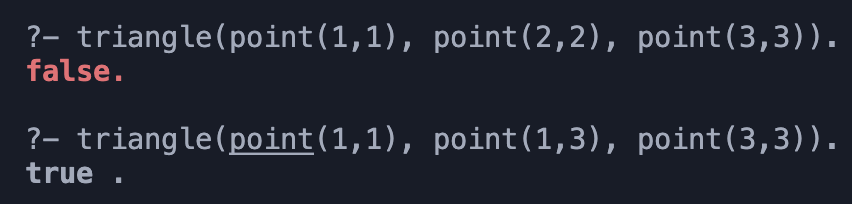 ?- triangle(point(1,1), point(2,2), point(3,3)).
false.
?- triangle(point(1,1), point(1,3), point(3,3)).
true .